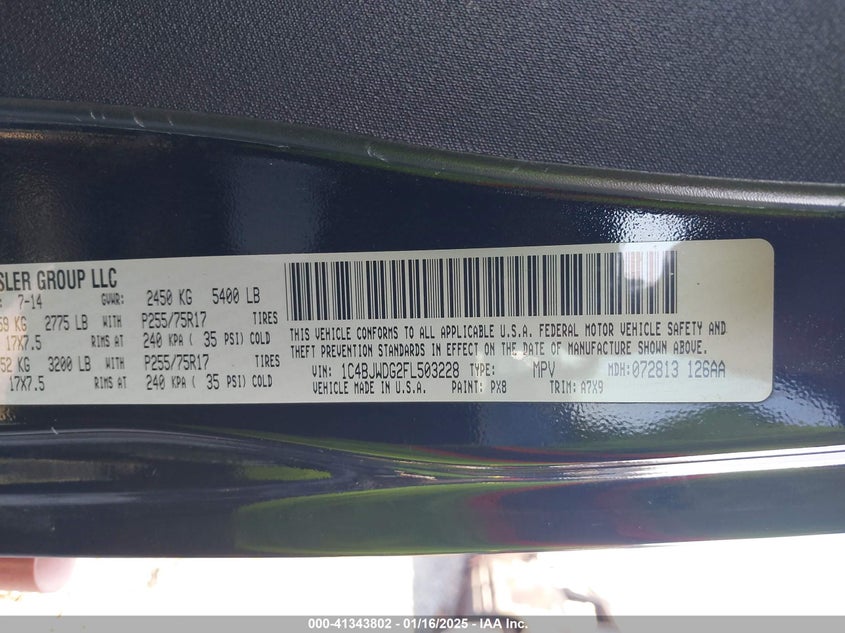 SLER GROUP LLC
: 7-14 GVWR: 2450 KG 5400 LB
59 KG 2775 LB WITH P255/75R17 TIRES
17X7.5 RIMS AT 240 KPA ( 35 PSI) COLD
52 KG 3200 LB WITH P255/75R17 TIRES
17X7.5 RIMS AT 240 KPA ( 35 PSI) COLD
THIS VEHICLE CONFORMS TO ALL APPLICABLE U.S.A. FEDERAL MOTOR VEHICLE SAFETY AND
THEFT PREVENTION STANDARDS IN EFFECT ON THE DATE OF MANUFACTURE SHOWN ABOVE.
VIN: 1C4BJWDG2FL503228 TYPE: MPV MDH: 072813 126AA
VEHICLE MADE IN U.S.A. PAINT: PX8 TRIM: A7X9
000-41343802 - 01/16/2025 - IAA Inc.